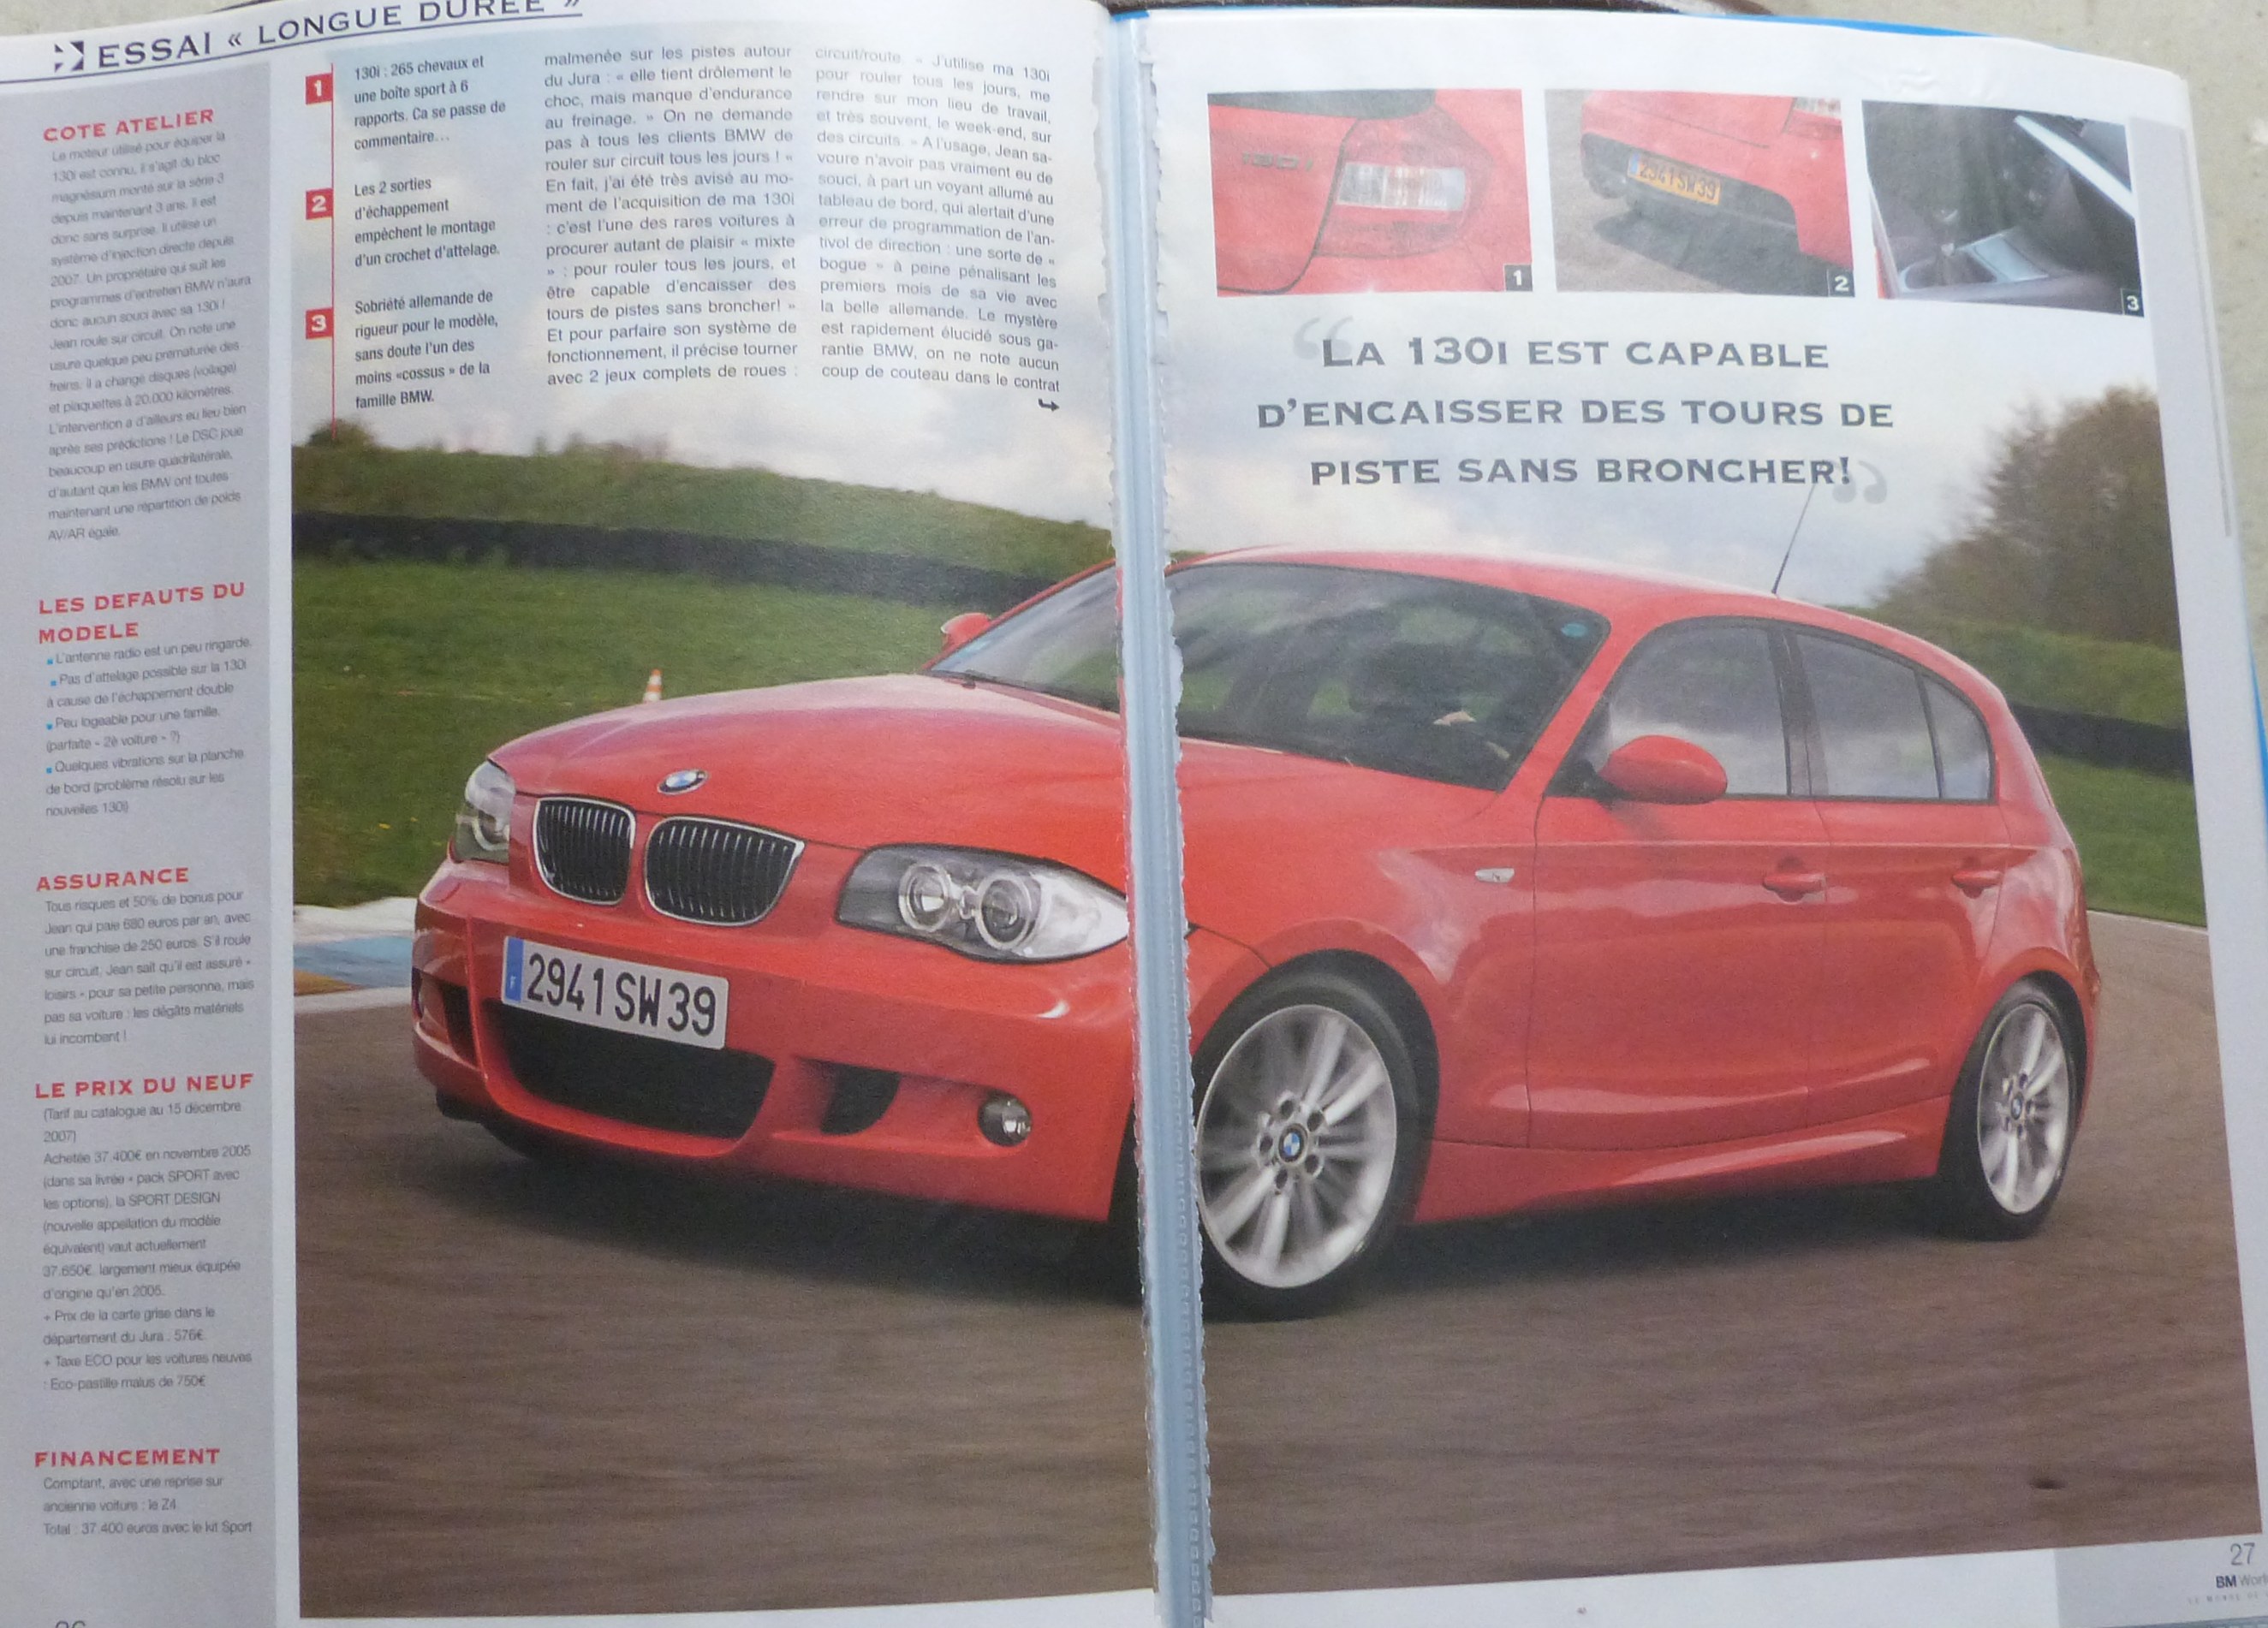 ESSAI « LONGUE DURÉE »
COTE ATELIER
Le moteur utilisé pour équiper la
130i est connu, il s'agit du bloc
magnésium monté sur la série 3
depuis maintenant 3 ans. Il est
donc sans surprise. Il utilise un
système d'injection directe depuis
2007. Un propriétaire qui suit les
programmes d'entretien BMW n'aura
donc aucun souci avec sa 130i !
Jean roule sur circuit. On note une
usure quelque peu prématurée des
freins: il a changé disques (voilage)
et plaquettes à 20.000 kilomètres.
L'intervention a d'ailleurs eu lieu bien
après ses prédictions ! Le DSC joue
beaucoup en usure quadrilatérale,
d'autant que les BMW ont toutes
maintenant une répartition de poids
AV/AR égale.
LES DEFAUTS DU
MODELE
L'antenne radio est un peu ringarde.
Pas d'attelage possible sur la 130i
à cause de l'échappement double
Peu logeable pour une famille.
(parfaite « 2è voiture » ?)
Quelques vibrations sur la planche
de bord (problème résolu sur les
nouvelles 130i)
ASSURANCE
Tous risques et 50% de bonus pour
Jean qui paie 680 euros par an, avec
une franchise de 250 euros. S'il roule
sur circuit, Jean sait qu'il est assuré «
loisirs » pour sa petite personne, mais
pas sa voiture : les dégâts matériels
lui incombent !
LE PRIX DU NEUF
(Tarif au catalogue au 15 décembre
2007)
Achetée 37.400€ en novembre 2005
(dans sa livrée « pack SPORT avec
les options), la SPORT DESIGN
(nouvelle appellation du modèle
équivalent) vaut actuellement
37.650€, largement mieux équipée
d'origine qu'en 2005.
+ Prix de la carte grise dans le
département du Jura : 576€
+ Taxe ECO pour les voitures neuves
: Eco-pastille malus de 750€
FINANCEMENT
Comptant, avec une reprise sur
ancienne voiture : le Z4
Total : 37.400 euros avec le kit Sport
1
130i : 265 chevaux et
une boîte sport à 6
rapports. Ca se passe de
commentaire...
2
Les 2 sorties
d'échappement
empêchent le montage
d'un crochet d'attelage.
3
Sobriété allemande de
rigueur pour le modèle,
sans doute l'un des
moins «cossus » de la
famille BMW.
malmenée sur les pistes autour
du Jura : « elle tient drôlement le
choc, mais manque d'endurance
au freinage. » On ne demande
pas à tous les clients BMW de
rouler sur circuit tous les jours ! «
En fait, j'ai été très avisé au mo-
ment de l'acquisition de ma 130i
: c'est l'une des rares voitures à
procurer autant de plaisir « mixte
» : pour rouler tous les jours, et
être capable d'encaisser des
tours de pistes sans broncher! »
Et pour parfaire son système de
fonctionnement, il précise tourner
avec 2 jeux complets de roues :
circuit/route. « J'utilise ma 130i
pour rouler tous les jours, me
rendre sur mon lieu de travail,
et très souvent, le week-end, sur
des circuits. » A l'usage, Jean sa-
voure n'avoir pas vraiment eu de
souci, à part un voyant allumé au
tableau de bord, qui alertait d'une
erreur de programmation de l'an-
tivol de direction : une sorte de «
bogue » à peine pénalisant les
premiers mois de sa vie avec
la belle allemande. Le mystère
est rapidement élucidé sous ga-
rantie BMW, on ne note aucun
coup de couteau dans le contrat
130i
1
2941SW39
2
3
“LA 130I EST CAPABLE
D'ENCAISSER DES TOURS DE
PISTE SANS BRONCHER!”
2941 SW 39
27
BM World